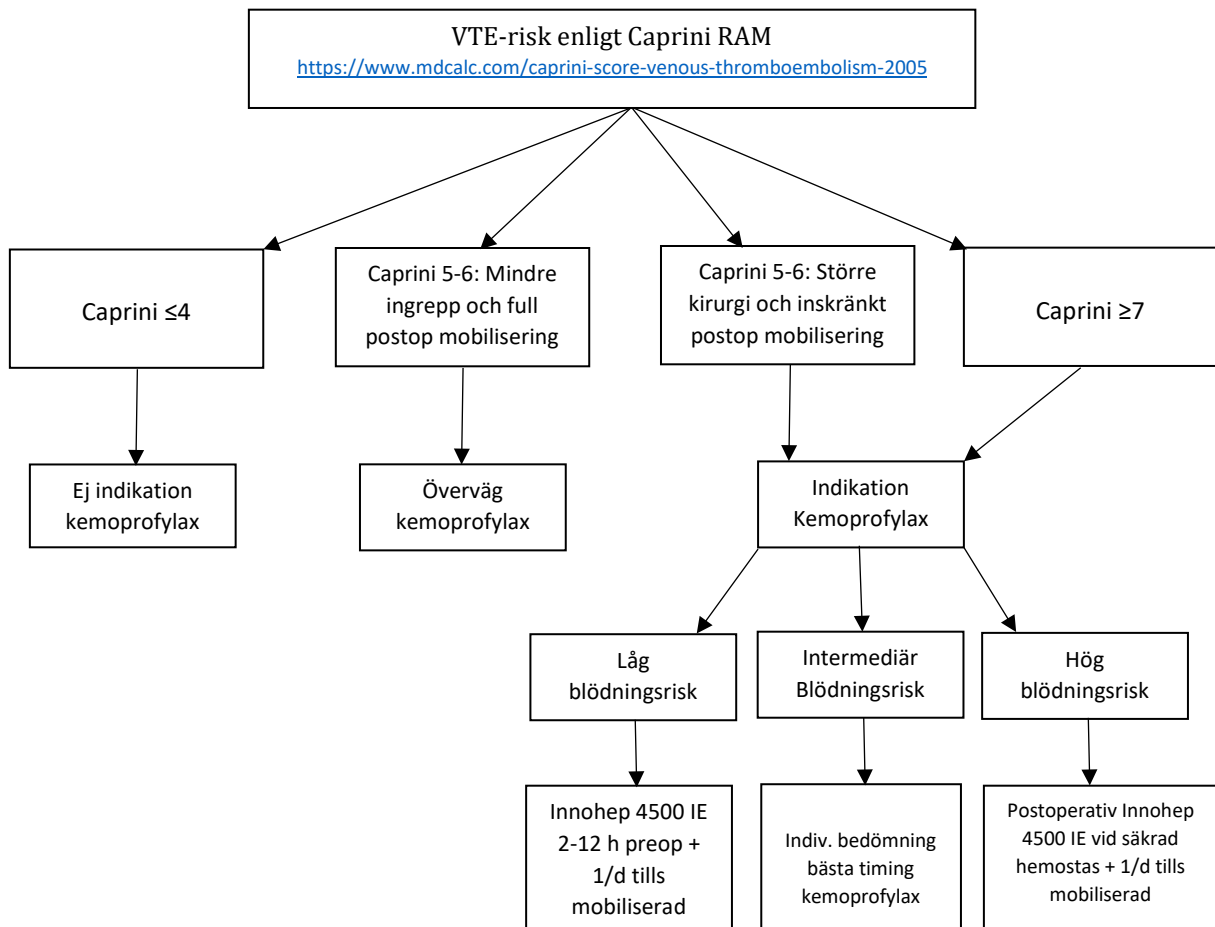 VTE-risk enligt Caprini RAM
https://www.mdcalc.com/caprini-score-venous-thromboembolism-2005
Caprini ≤4
Caprini 5-6: Mindre
ingrepp och full
postop mobilisering
Caprini 5-6: Större
kirurgi och inskränkt
postop mobilisering
Caprini ≥7
Ej indikation
kemoprofylax
Överväg
kemoprofylax
Indikation
Kemoprofylax
Låg
blödningsrisk
Intermediär
Blödningsrisk
Hög
blödningsrisk
Innohep 4500 IE
2-12 h preop +
1/d tills
mobiliserad
Indiv. bedömning
bästa timing
kemoprofylax
Postoperativ Innohep
4500 IE vid säkrad
hemostas + 1/d tills
mobiliserad